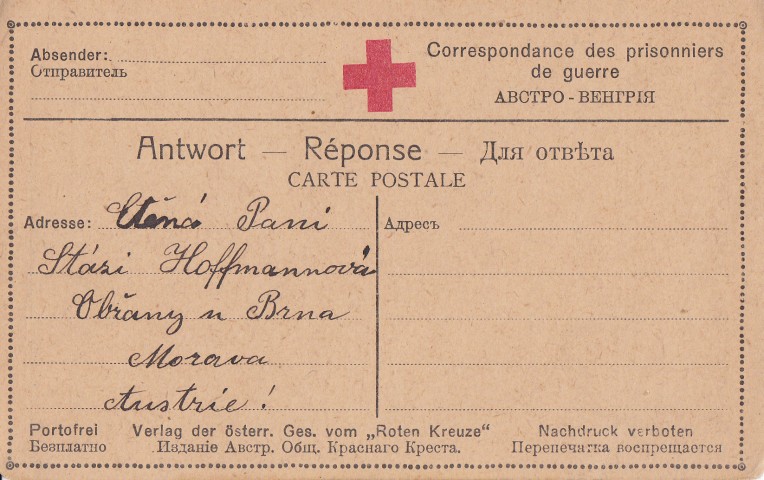 Absender:
Отправитель
Correspondance des prisonniers
de guerre
АВСТРО - ВЕНГРІЯ
Antwort — Réponse — Для отвѣта
CARTE POSTALE
Adresse: Ctěná Paní
Stázi Hoffmannová
Obřany u Brna
Morava
Austrie!
Адресъ
Portofrei Verlag der österr. Ges. vom „Roten Kreuze" Nachdruck verboten
Безплатно Изданіе Австр. Общ. Краснаго Креста. Перепечатка воспрещается